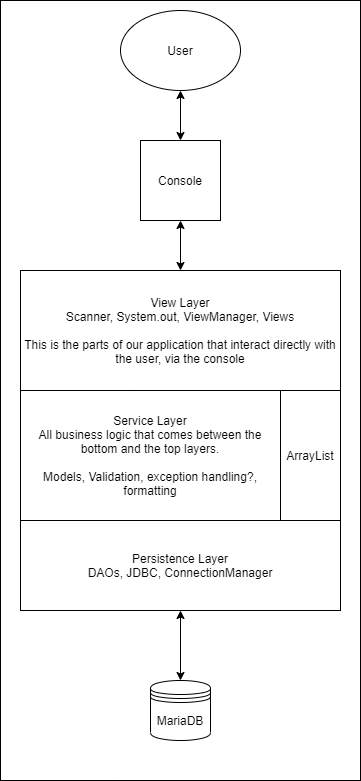 User
Console
View Layer
Scanner, System.out, ViewManager, Views
This is the parts of our application that interact directly with
the user, via the console
Service Layer
All business logic that comes between the
bottom and the top layers.
Models, Validation, exception handling?,
formatting
ArrayList
Persistence Layer
DAOs, JDBC, ConnectionManager
MariaDB